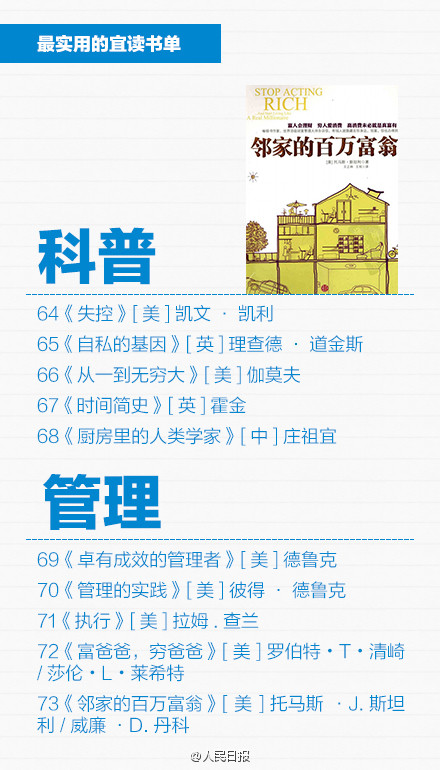 最实用的宜读书单
STOP ACTING
RICH
A Real Millionaire
富人会理财 穷人爱消费 高消费未必就是真富有
邻家的百万富翁
科普
64《失控》[ 美 ] 凯文 · 凯利
65《自私的基因》[ 英 ] 理查德 · 道金斯
66《从一到无穷大》[ 美 ] 伽莫夫
67《时间简史》[ 英 ] 霍金
68《厨房里的人类学家》[ 中 ] 庄祖宜
管理
69《卓有成效的管理者》[ 美 ] 德鲁克
70《管理的实践》[ 美 ] 彼得 · 德鲁克
71《执行》[ 美 ] 拉姆 . 查兰
72《富爸爸，穷爸爸》[ 美 ] 罗伯特·T·清崎
/ 莎伦·L·莱希特
73《邻家的百万富翁》[ 美 ] 托马斯 ·J. 斯坦
利 / 威廉 ·D. 丹科
@人民日报